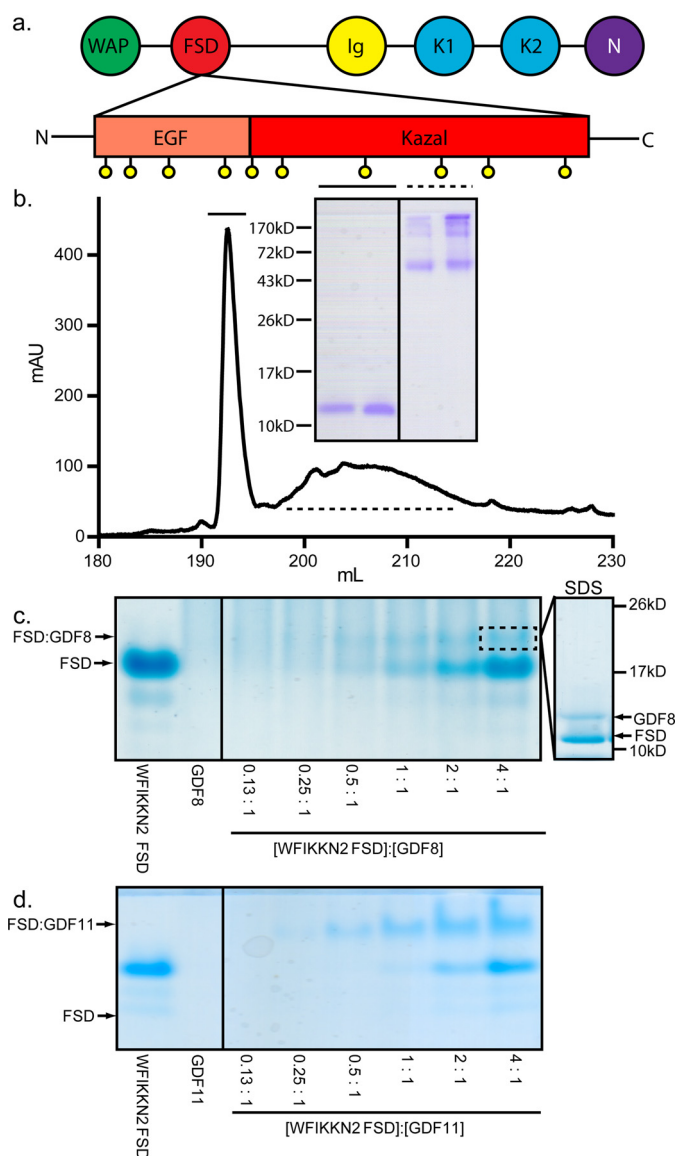 a.
WAP FSD Ig K1 K2 N
N EGF Kazal C
b.
400
300
200
100
0
mAU
180 190 200 210 220 230
mL
170kD
72kD
43kD
26kD
17kD
10kD
c.
FSD:GDF8
FSD
SDS
26kD
17kD
GDF8
FSD
10kD
WFIKKN2 FSD
GDF8
0.13 : 1
0.25 : 1
0.5 : 1
1 : 1
2 : 1
4 : 1
[WFIKKN2 FSD]:[GDF8]
d.
FSD:GDF11
FSD
WFIKKN2 FSD
GDF11
0.13 : 1
0.25 : 1
0.5 : 1
1 : 1
2 : 1
4 : 1
[WFIKKN2 FSD]:[GDF11]